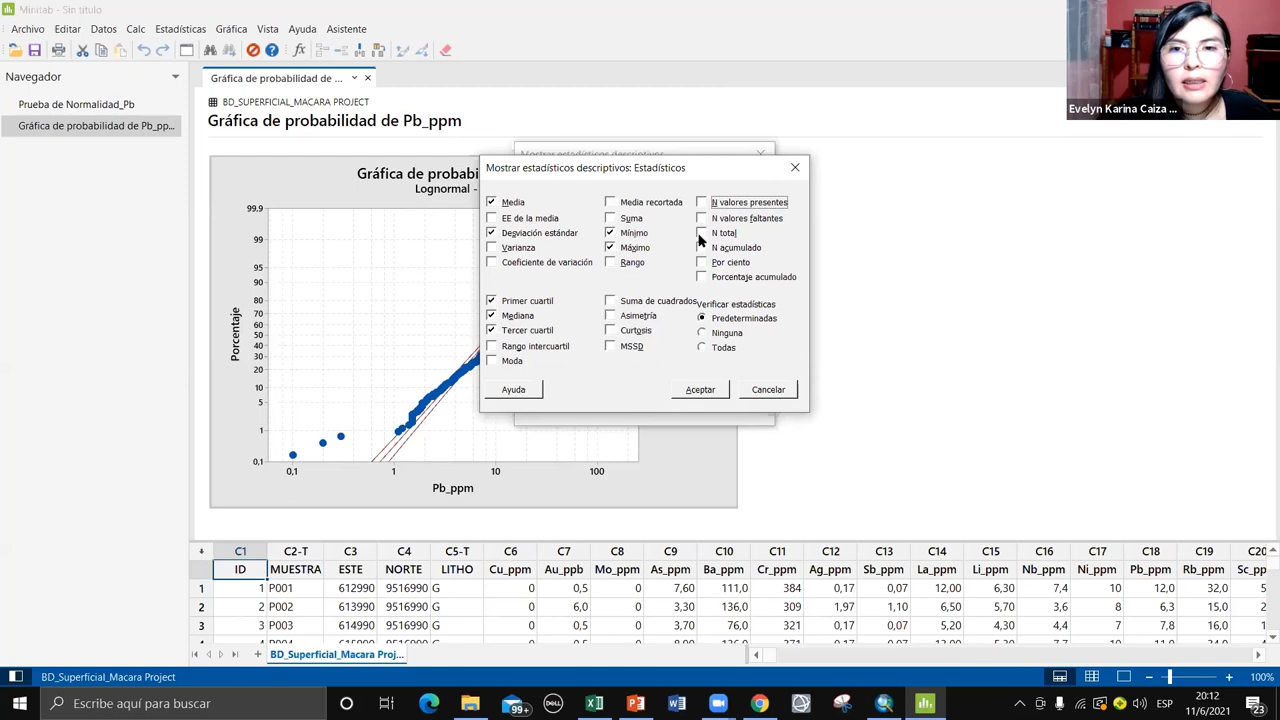 Minitab - Sin título
Archivo Editar Datos Calc Estadísticas Gráfica Vista Ayuda Asistente
Navegador
Prueba de Normalidad_Pb
Gráfica de probabilidad de Pb_pp...
Gráfica de probabilidad de ...
BD_SUPERFICIAL_MACARA PROJECT
Gráfica de probabilidad de Pb_ppm
Evelyn Karina Caiza ...
Gráfica de probabi
Lognormal -
Mostrar estadísticos descriptivos
Mostrar estadísticos descriptivos: Estadísticos
Media Media recortada N valores presentes
EE de la media Suma N valores faltantes
Desviación estándar Mínimo N total
Varianza Máximo N acumulado
Coeficiente de variación Rango Por ciento
Porcentaje acumulado
Primer cuartil Suma de cuadrados Verificar estadísticas
Mediana Asimetría Predeterminadas
Tercer cuartil Curtosis Ninguna
Rango intercuartil MSSD Todas
Moda
Ayuda Aceptar Cancelar
99,9
99
95
90
80
70
60
50
40
30
20
10
5
1
0,1
Porcentaje
0,1 1 10 100
Pb_ppm
C1 C2-T C3 C4 C5-T C6 C7 C8 C9 C10 C11 C12 C13 C14 C15 C16 C17 C18 C19 C20
ID MUESTRA ESTE NORTE LITHO Cu_ppm Au_ppb Mo_ppm As_ppm Ba_ppm Cr_ppm Ag_ppm Sb_ppm La_ppm Li_ppm Nb_ppm Ni_ppm Pb_ppm Rb_ppm Sc_ppm
1 1 P001 612990 9516990 G 0 0,5 0 7,60 111,0 384 0,17 0,07 12,00 6,30 7,4 10 12,0 32,0
2 2 P002 613990 9516990 G 0 6,0 0 3,30 136,0 309 1,97 1,10 6,50 5,70 3,6 8 6,3 15,0
3 3 P003 614990 9516990 G 0 0,5 0 3,70 76,0 321 0,17 0,07 5,20 4,30 4,4 7 7,8 16,0
BD_Superficial_Macara Proj...
BD_Superficial_Macara Project
100%
Escribe aquí para buscar
99+
DELL
ESP
20:12
11/6/2021
23